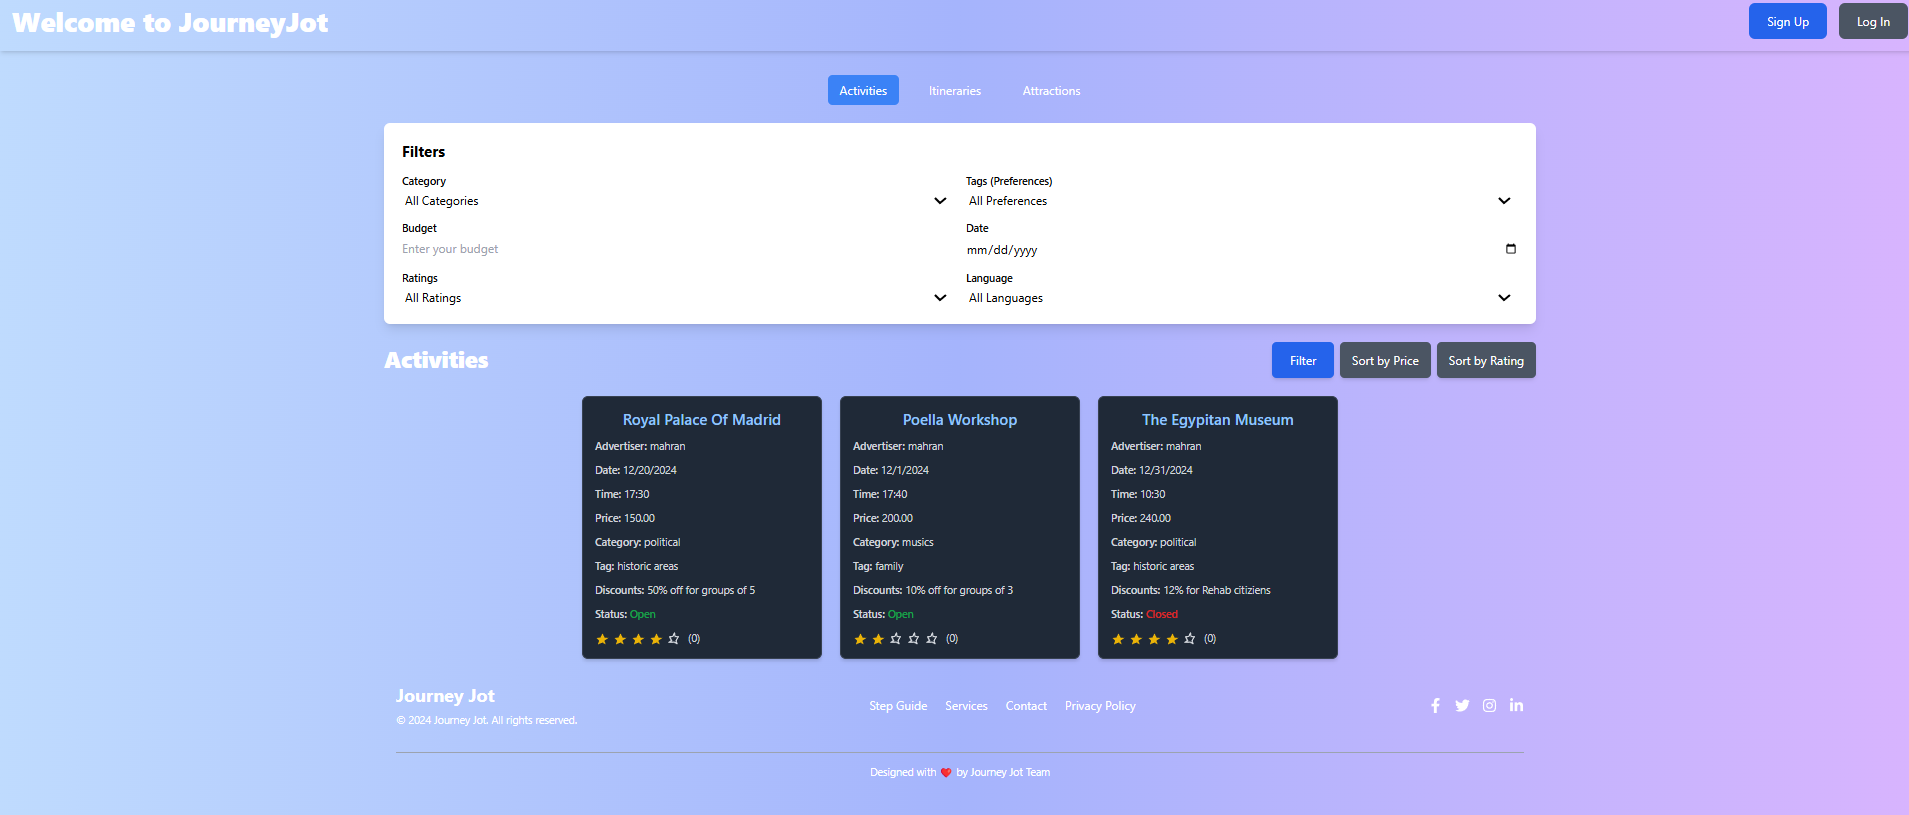 Welcome to JourneyJot
Sign Up
Log In
Activities
Itineraries
Attractions
Filters
Category
Tags (Preferences)
All Categories
All Preferences
Budget
Date
Enter your budget
mm/dd/yyyy
Ratings
Language
All Ratings
All Languages
Activities
Filter
Sort by Price
Sort by Rating
Royal Palace Of Madrid
Advertiser: mahran
Date: 12/20/2024
Time: 17:30
Price: 150.00
Category: political
Tag: historic areas
Discounts: 50% off for groups of 5
Status: Open
(0)
Poella Workshop
Advertiser: mahran
Date: 12/1/2024
Time: 17:40
Price: 200.00
Category: musics
Tag: family
Discounts: 10% off for groups of 3
Status: Open
(0)
The Egypitan Museum
Advertiser: mahran
Date: 12/31/2024
Time: 10:30
Price: 240.00
Category: political
Tag: historic areas
Discounts: 12% for Rehab citiziens
Status: Closed
(0)
Journey Jot
© 2024 Journey Jot. All rights reserved.
Step Guide
Services
Contact
Privacy Policy
Designed with ❤️ by Journey Jot Team